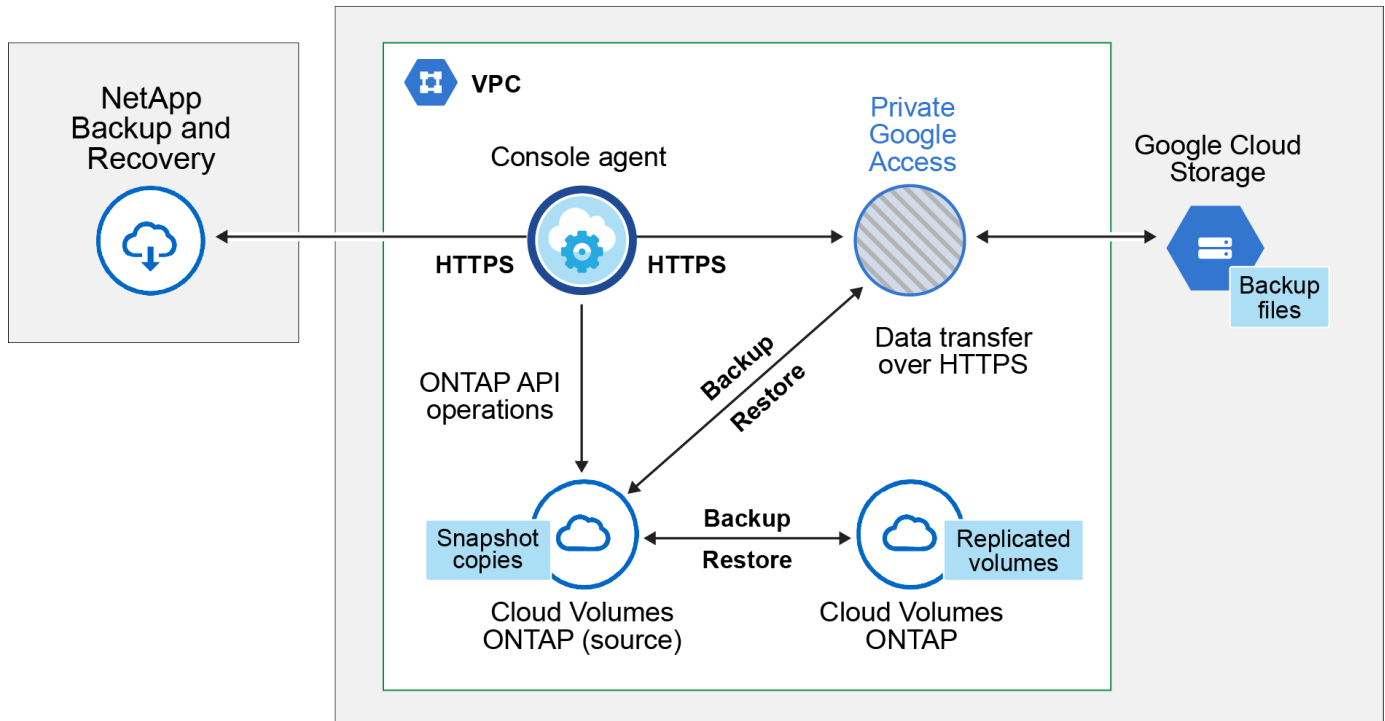 NetApp
Backup and
Recovery
VPC
Console agent
Private
Google
Access
Google Cloud
Storage
HTTPS
HTTPS
Backup
files
ONTAP API
operations
Backup
Restore
Data transfer
over HTTPS
Snapshot
copies
Backup
Restore
Replicated
volumes
Cloud Volumes
ONTAP (source)
Cloud Volumes
ONTAP